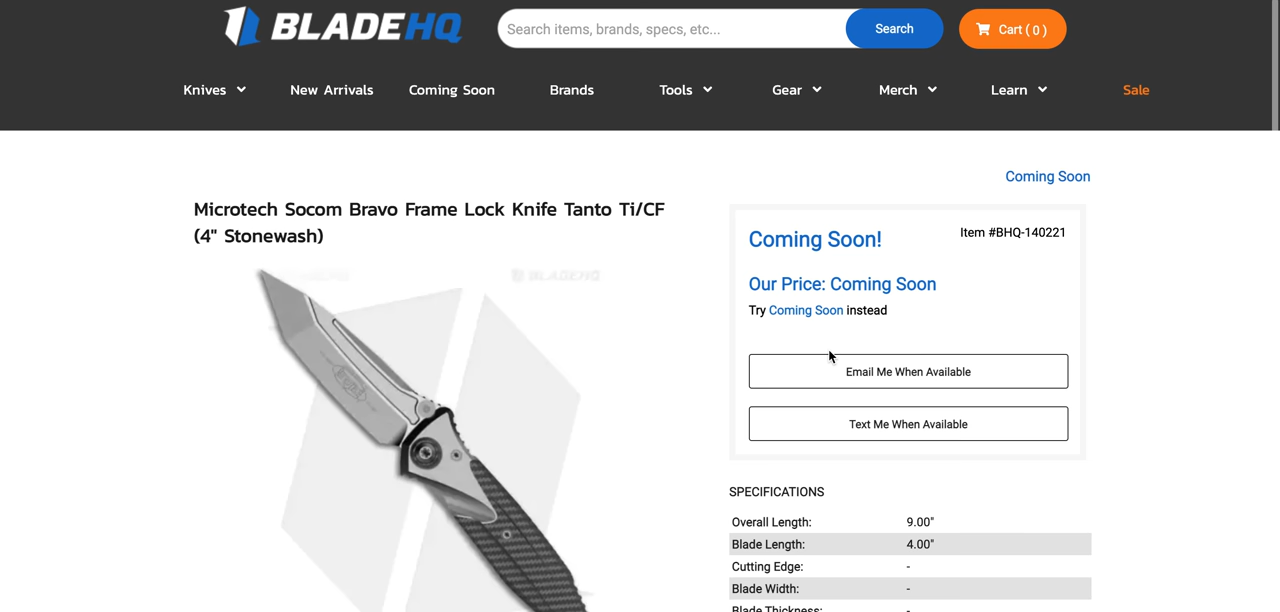 BLADEHQ
Search items, brands, specs, etc...
Search
Cart ( 0 )
Knives
New Arrivals
Coming Soon
Brands
Tools
Gear
Merch
Learn
Sale
Coming Soon
Microtech Socom Bravo Frame Lock Knife Tanto Ti/CF
(4" Stonewash)
BLADEHQ
Coming Soon!
Item #BHQ-140221
Our Price: Coming Soon
Try Coming Soon instead
Email Me When Available
Text Me When Available
SPECIFICATIONS
Overall Length: 9.00"
Blade Length: 4.00"
Cutting Edge: -
Blade Width: -
Blade Thickness: -